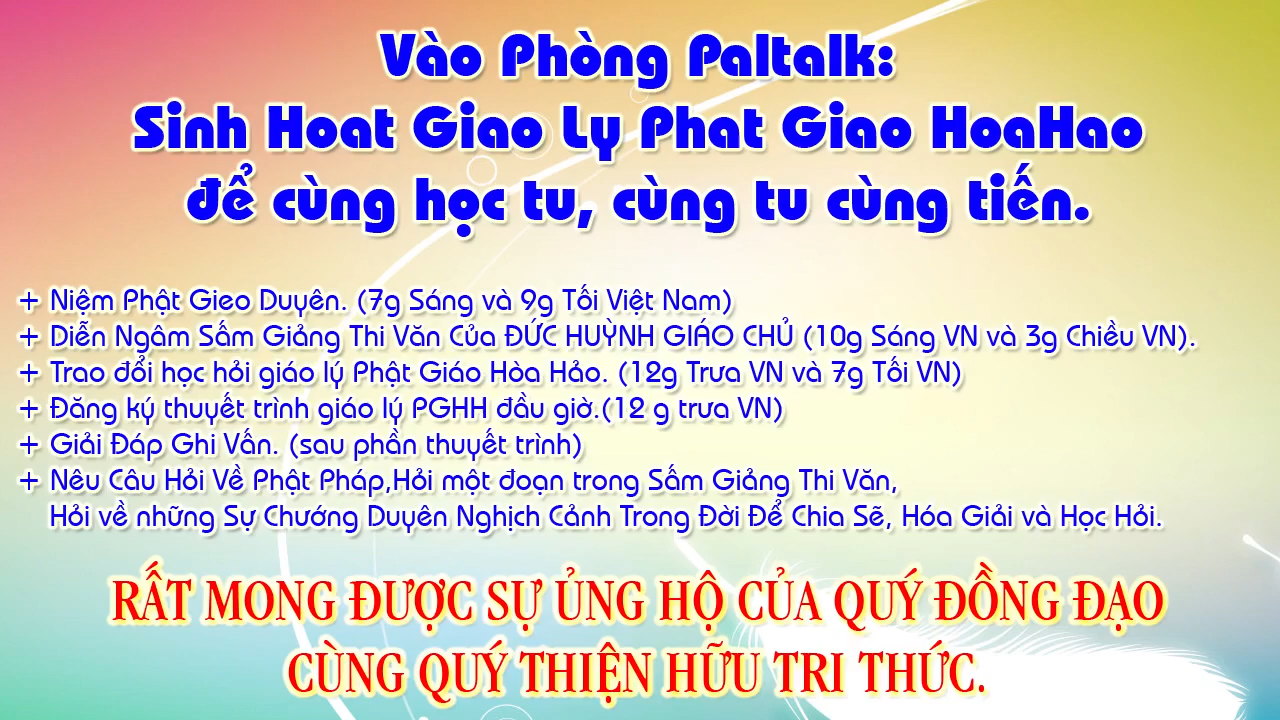 Vào Phòng Paltalk:
Sinh Hoat Giao Ly Phat Giao HoaHao
để cùng học tu, cùng tu cùng tiến.
+ Niệm Phật Gieo Duyên. (7g Sáng và 9g Tối Việt Nam)
+ Diễn Ngâm Sấm Giảng Thi Văn Của ĐỨC HUỲNH GIÁO CHỦ (10g Sáng VN và 3g Chiều VN).
+ Trao đổi học hỏi giáo lý Phật Giáo Hòa Hảo. (12g Trưa VN và 7g Tối VN)
+ Đăng ký thuyết trình giáo lý PGHH đầu giờ.(12 g trưa VN)
+ Giải Đáp Ghi Vấn. (sau phần thuyết trình)
+ Nêu Câu Hỏi Về Phật Pháp,Hỏi một đoạn trong Sấm Giảng Thi Văn,
Hỏi về những Sự Chướng Duyên Nghịch Cảnh Trong Đời Để Chia Sẽ, Hóa Giải và Học Hỏi.
RẤT MONG ĐƯỢC SỰ ỦNG HỘ CỦA QUÝ ĐỒNG ĐẠO
CÙNG QUÝ THIỆN HỮU TRI THỨC.